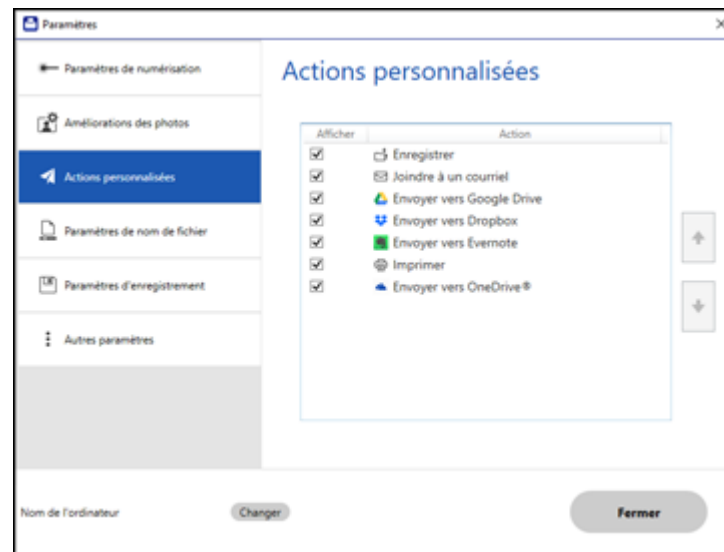 Paramètres
Paramètres de numérisation
Améliorations des photos
Actions personnalisées
Paramètres de nom de fichier
Paramètres d'enregistrement
Autres paramètres
Actions personnalisées
Afficher Action
Enregistrer
Joindre à un courriel
Envoyer vers Google Drive
Envoyer vers Dropbox
Envoyer vers Evernote
Imprimer
Envoyer vers OneDrive®
Nom de l'ordinateur Changer Fermer